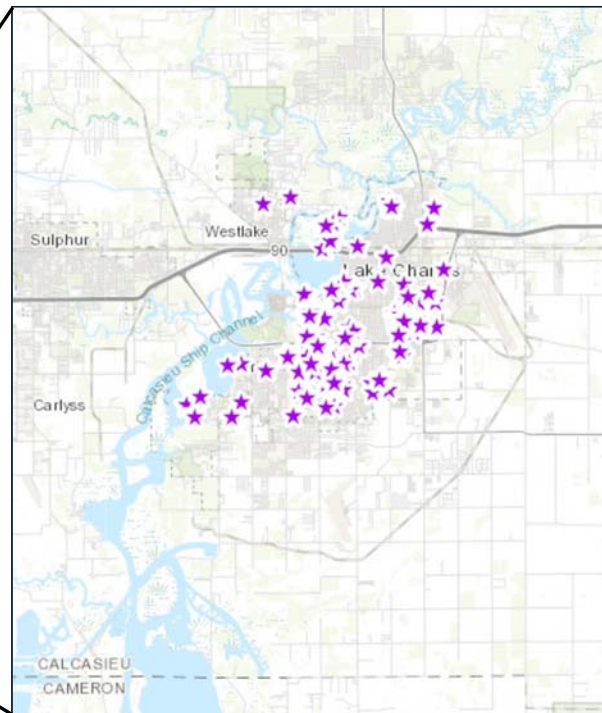 Sulphur
Westlake
90
Lake Charles
Calcasieu Ship Channel
Carlyss
CALCASIEU
CAMERON